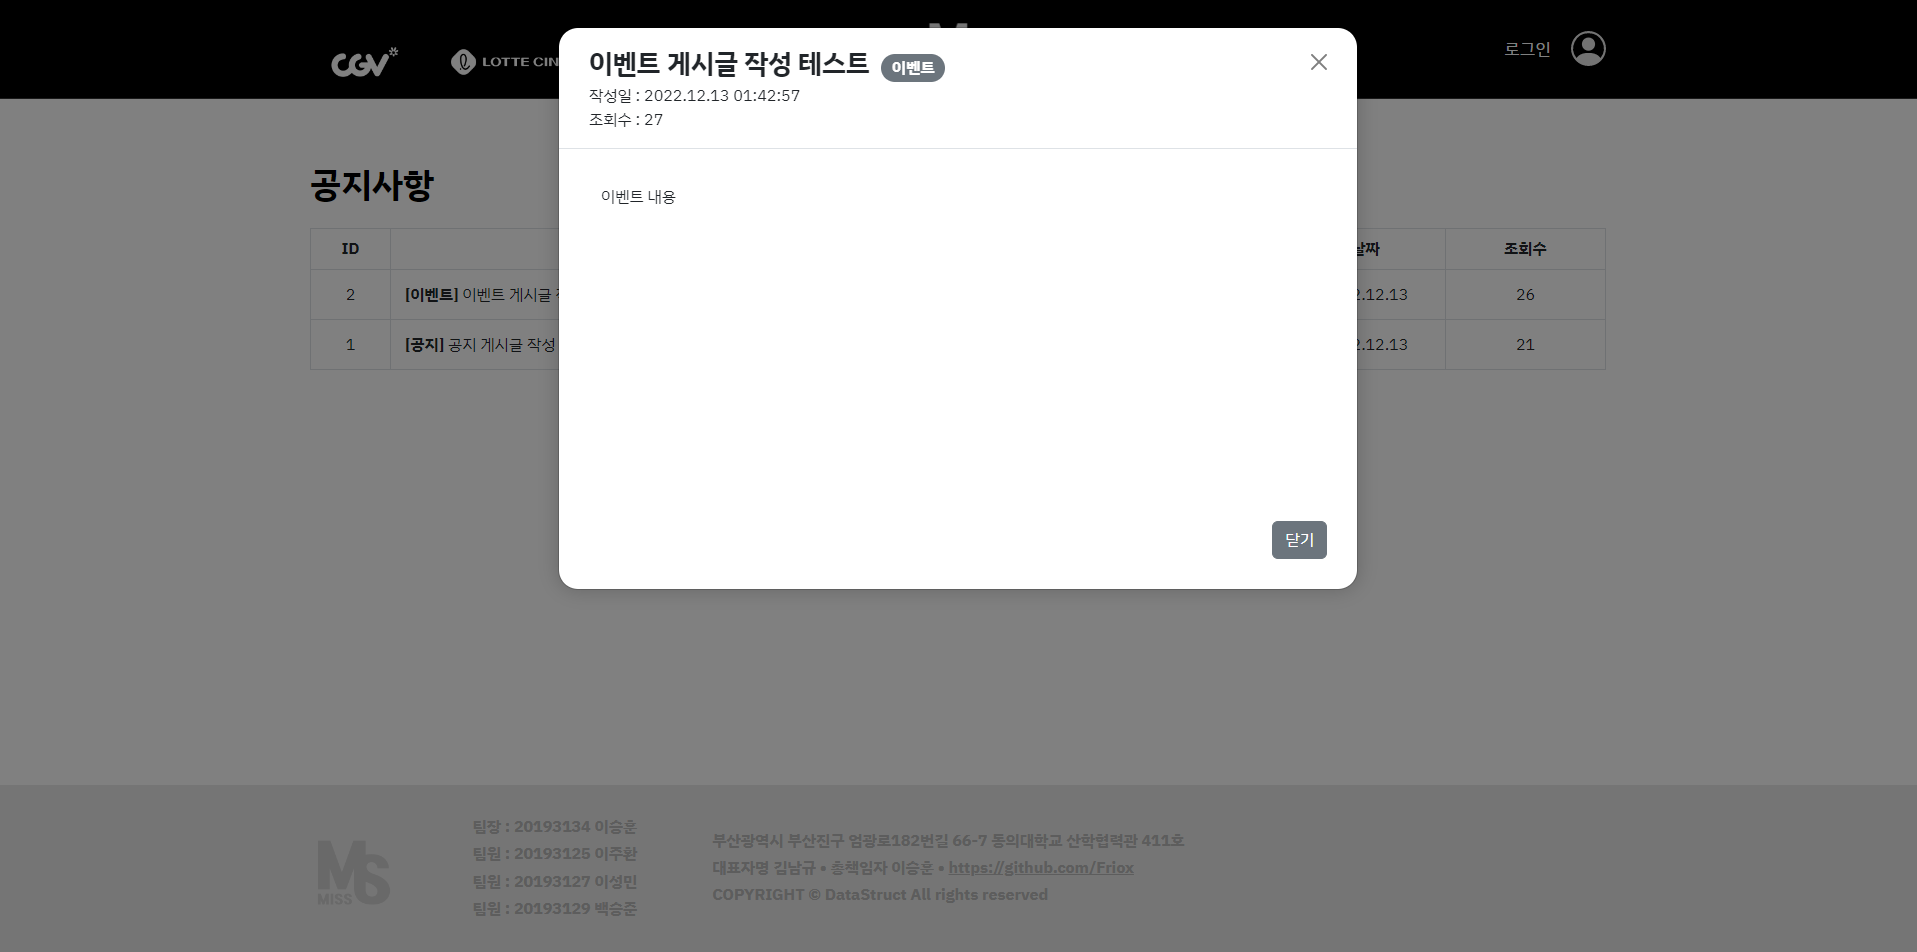 CGV
LOTTE CIN
로그인
이벤트 게시글 작성 테스트 이벤트
작성일 : 2022.12.13 01:42:57
조회수 : 27
이벤트 내용
닫기
공지사항
ID 날짜 조회수
2 [이벤트] 이벤트 게시글 2.12.13 26
1 [공지] 공지 게시글 작성 2.12.13 21
MS
MISS
팀장 : 20193134 이승훈
팀원 : 20193125 이주환
팀원 : 20193127 이성민
팀원 : 20193129 백승준
부산광역시 부산진구 엄광로182번길 66-7 동의대학교 산학협력관 411호
대표자명 김남규 • 총책임자 이승훈 • https://github.com/Friox
COPYRIGHT © DataStruct All rights reserved